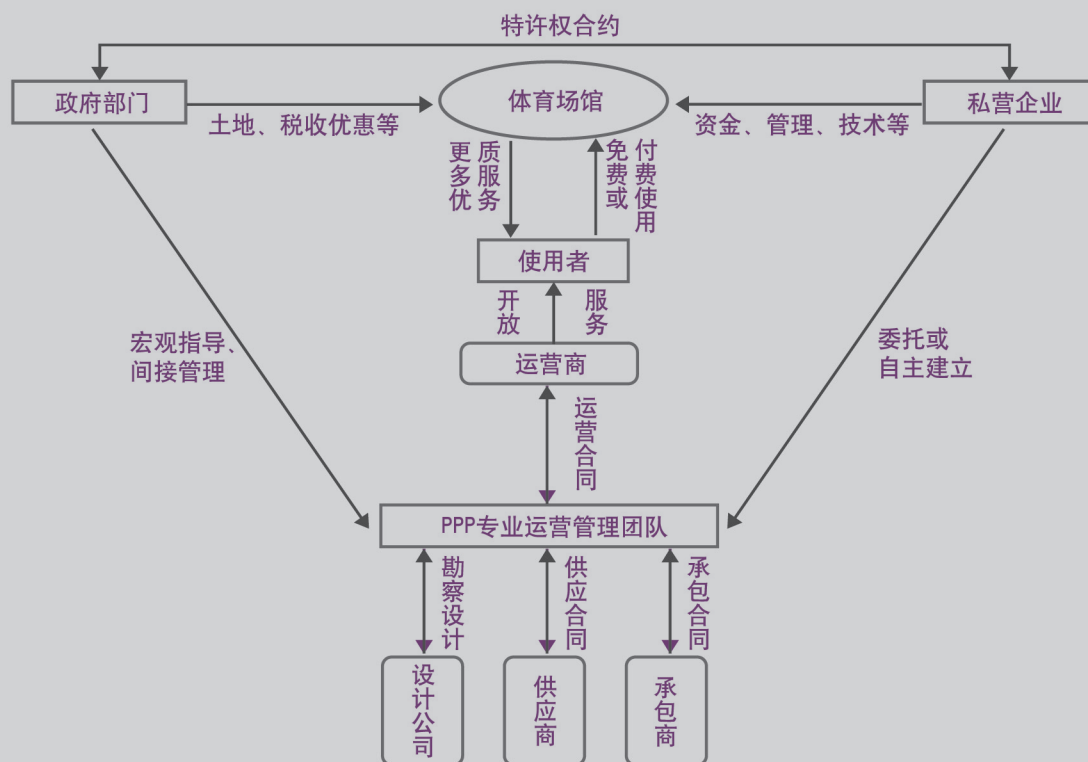 特许权合约
政府部门
体育场馆
私营企业
土地、税收优惠等
资金、管理、技术等
更多优
质服务
免费或
付费使用
使用者
开放
服务
运营商
宏观指导、
间接管理
委托或
自主建立
运营合同
PPP专业运营管理团队
勘察设计
供应合同
承包合同
设计公司
供应商
承包商